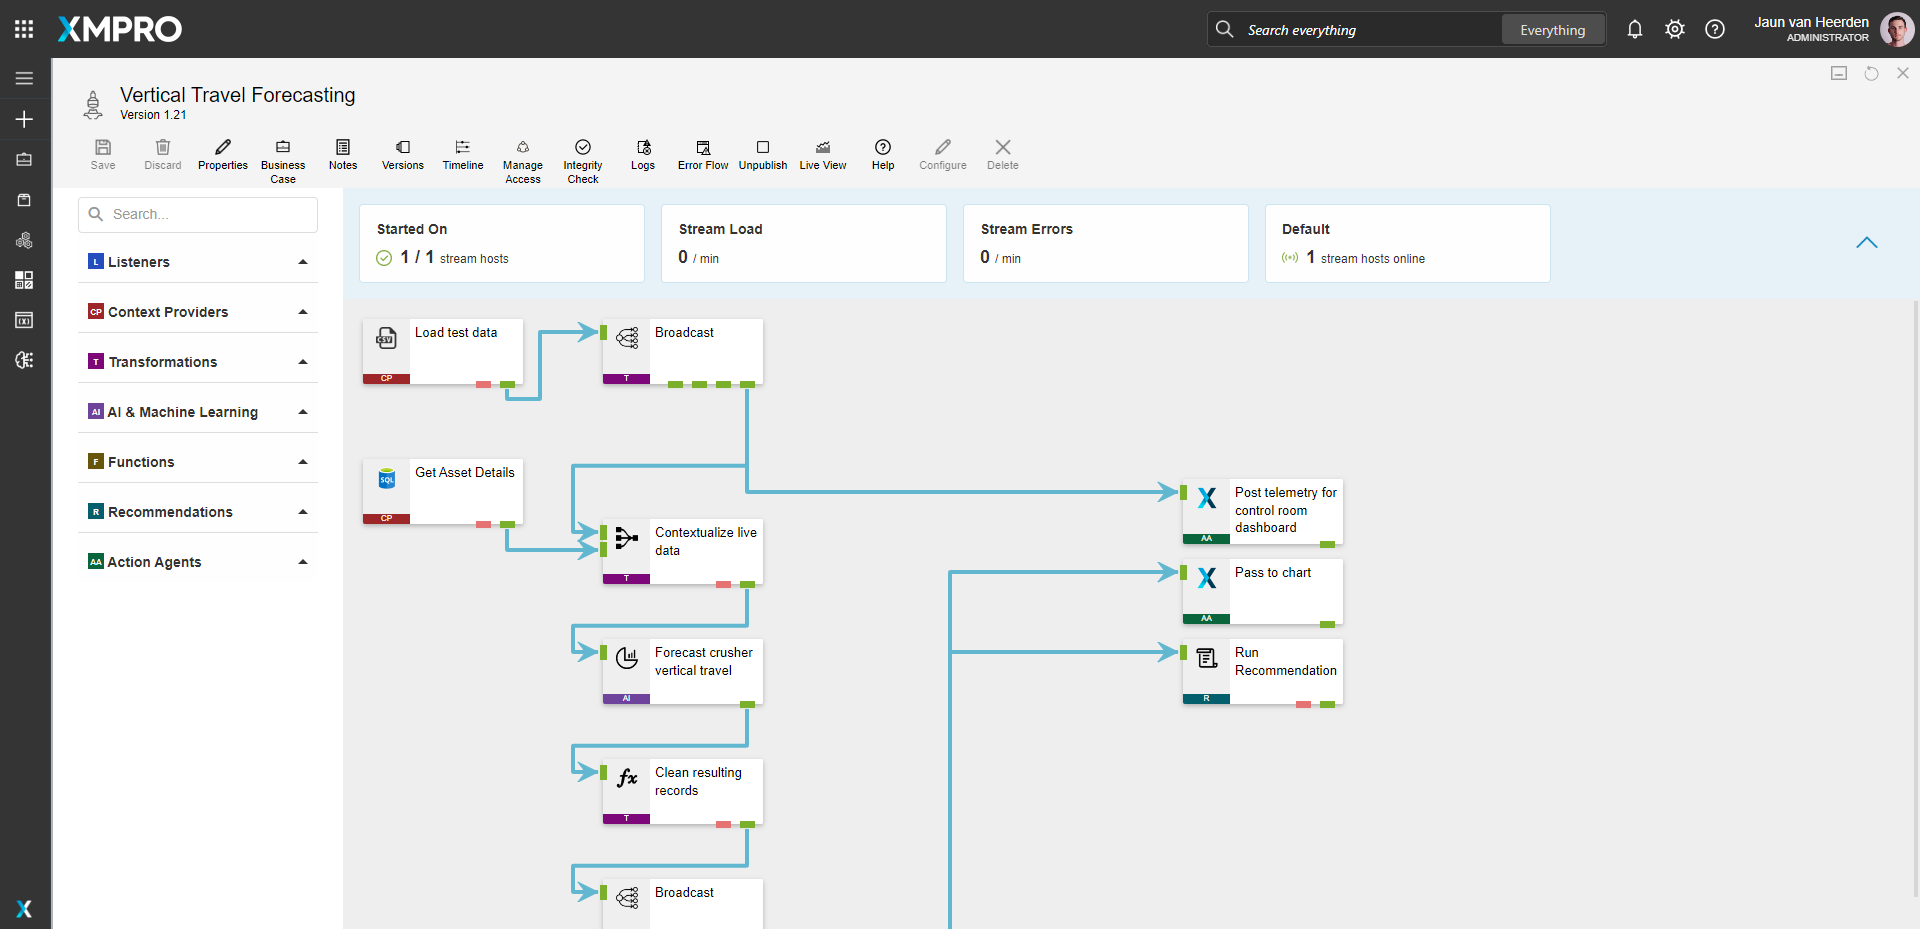 XMPRO
Search everything
Everything
Jaun van Heerden
ADMINISTRATOR
Vertical Travel Forecasting
Version 1.21
Save
Discard
Properties
Business
Case
Notes
Versions
Timeline
Manage
Access
Integrity
Check
Logs
Error Flow
Unpublish
Live View
Help
Configure
Delete
Search...
L Listeners
CP Context Providers
T Transformations
AI AI & Machine Learning
F Functions
R Recommendations
AA Action Agents
Started On
1 / 1 stream hosts
Stream Load
0 / min
Stream Errors
0 / min
Default
1 stream hosts online
CSV
Load test data
CP
Broadcast
T
SQL
Get Asset Details
CP
Contextualize live
data
T
Post telemetry for
control room
dashboard
AA
Pass to chart
AA
Forecast crusher
vertical travel
AI
Run
Recommendation
R
fx
Clean resulting
records
T
Broadcast